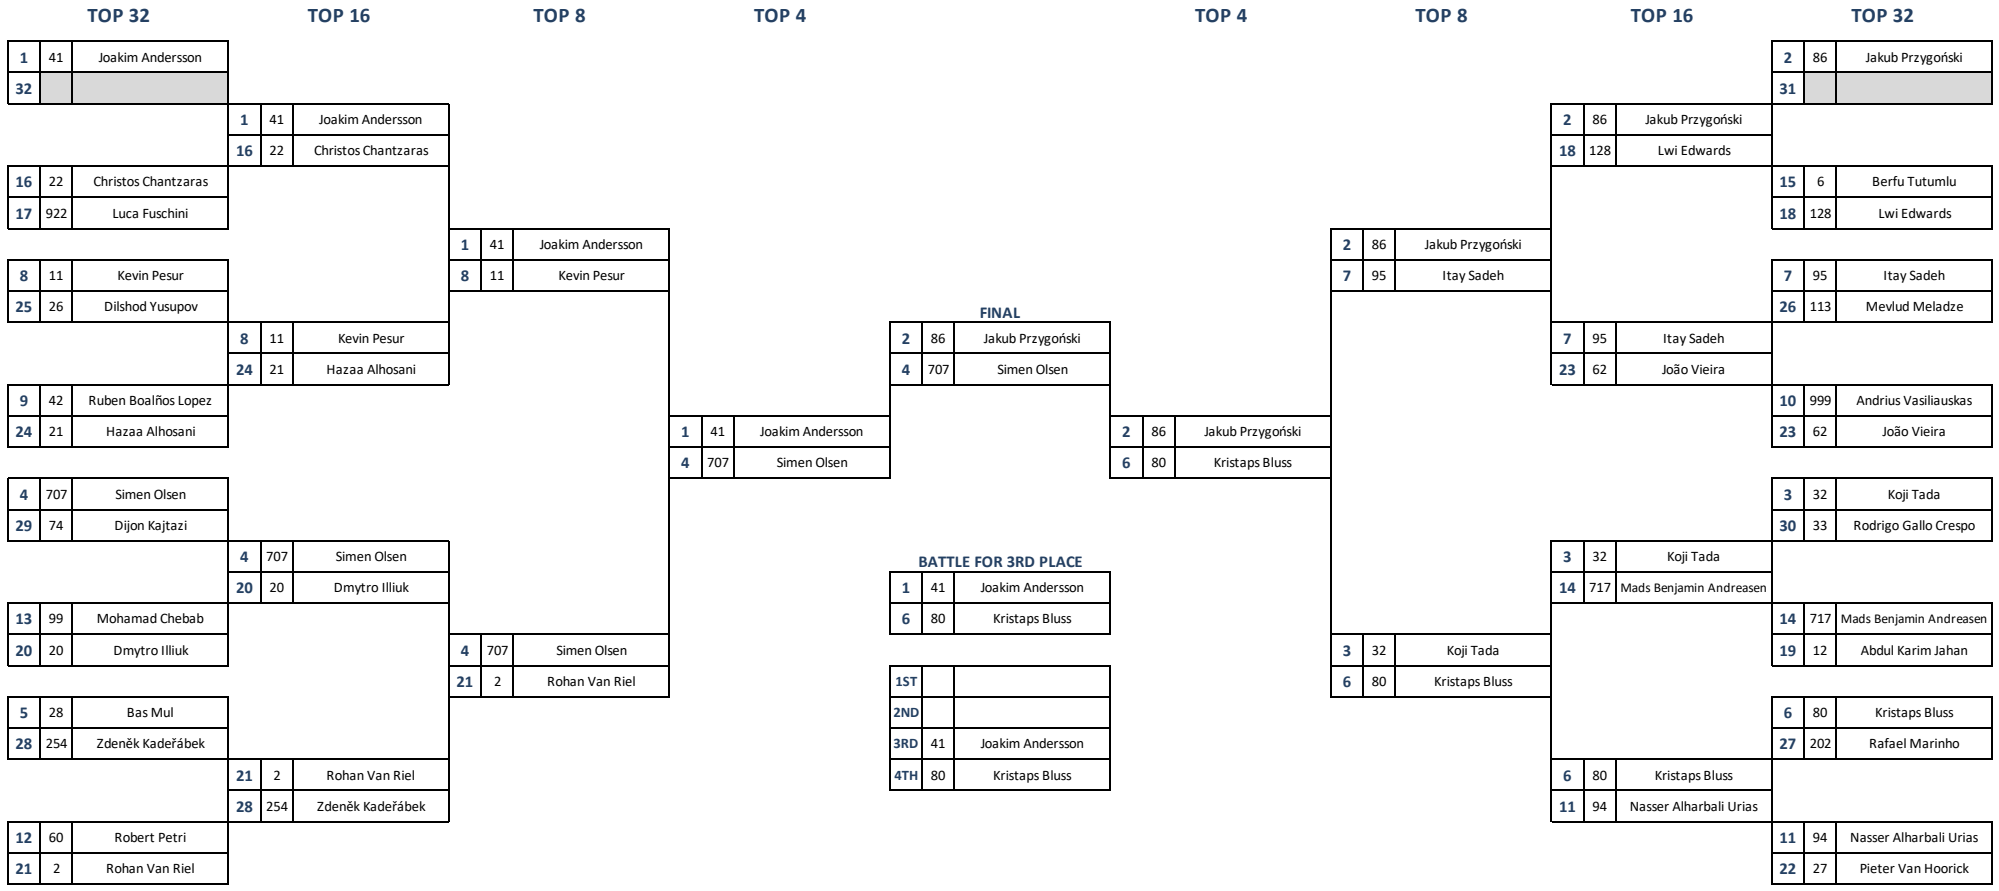 TOP 32 TOP 16 TOP 8 TOP 4 TOP 4 TOP 8 TOP 16 TOP 32
1 41 Joakim Andersson 2 86 Jakub Przygoński
32 31
1 41 Joakim Andersson 2 86 Jakub Przygoński
16 22 Christos Chantzaras 18 128 Lwi Edwards
16 22 Christos Chantzaras 15 6 Berfu Tutumlu
17 922 Luca Fuschini 18 128 Lwi Edwards
1 41 Joakim Andersson 2 86 Jakub Przygoński
8 11 Kevin Pesur 25 26 Dilshod Yusupov 8 11 Kevin Pesur 7 95 Itay Sadeh 7 95 Itay Sadeh
26 113 Mevlud Meladze
FINAL
8 11 Kevin Pesur 2 86 Jakub Przygoński 7 95 Itay Sadeh
24 21 Hazaa Alhosani 4 707 Simen Olsen 23 62 João Vieira
9 42 Ruben Boalños Lopez 10 999 Andrius Vasiliauskas
24 21 Hazaa Alhosani 1 41 Joakim Andersson 2 86 Jakub Przygoński 23 62 João Vieira
4 707 Simen Olsen 6 80 Kristaps Bluss
4 707 Simen Olsen 3 32 Koji Tada
29 74 Dijon Kajtazi 30 33 Rodrigo Gallo Crespo
4 707 Simen Olsen BATTLE FOR 3RD PLACE 3 32 Koji Tada
20 20 Dmytro Illiuk 1 41 Joakim Andersson 14 717 Mads Benjamin Andreasen
13 99 Mohamad Chebab 6 80 Kristaps Bluss 14 717 Mads Benjamin Andreasen
20 20 Dmytro Illiuk 4 707 Simen Olsen 3 32 Koji Tada 19 12 Abdul Karim Jahan
21 2 Rohan Van Riel 1ST 6 80 Kristaps Bluss
5 28 Bas Mul 2ND 6 80 Kristaps Bluss
28 254 Zdeněk Kadeřábek 3RD 41 Joakim Andersson 27 202 Rafael Marinho
21 2 Rohan Van Riel 4TH 80 Kristaps Bluss 6 80 Kristaps Bluss
28 254 Zdeněk Kadeřábek 11 94 Nasser Alharbali Urias
12 60 Robert Petri 11 94 Nasser Alharbali Urias
21 2 Rohan Van Riel 22 27 Pieter Van Hoorick